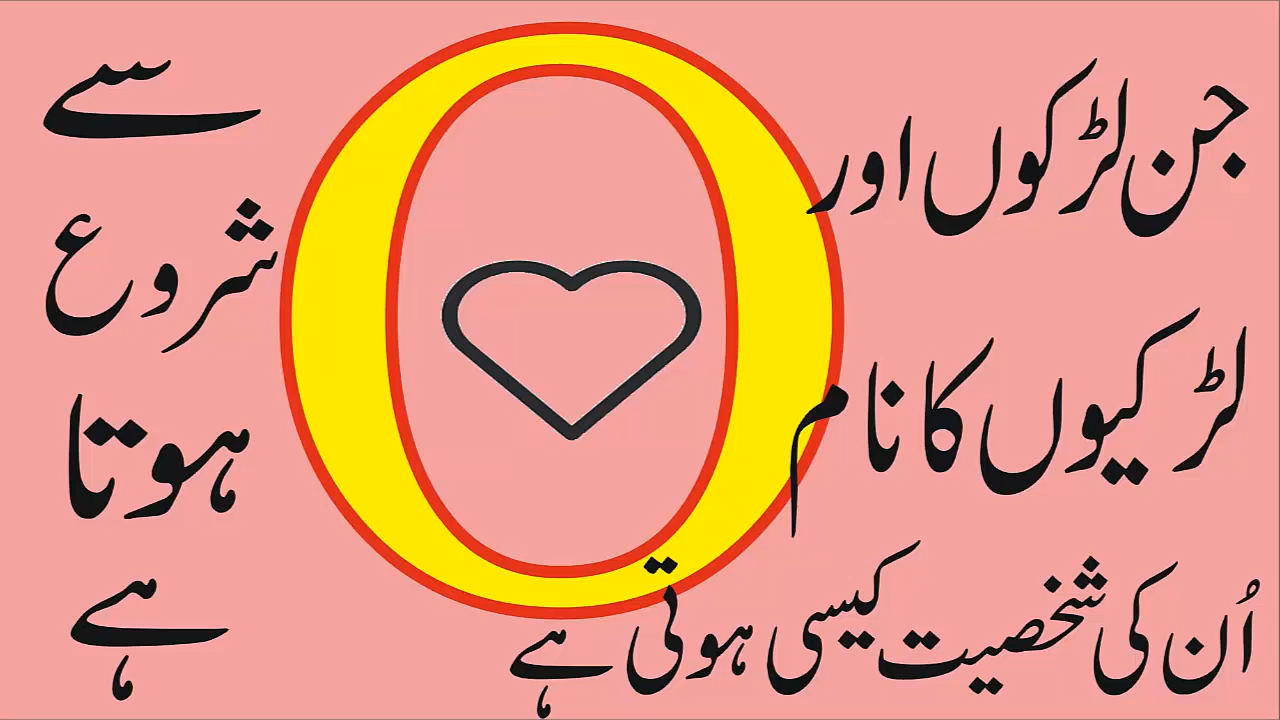 جن لڑکوں اور
لڑکیوں کا نام
O
سے
شروع
ہوتا
ہے
اُن کی شخصیت کیسی ہوتی ہے